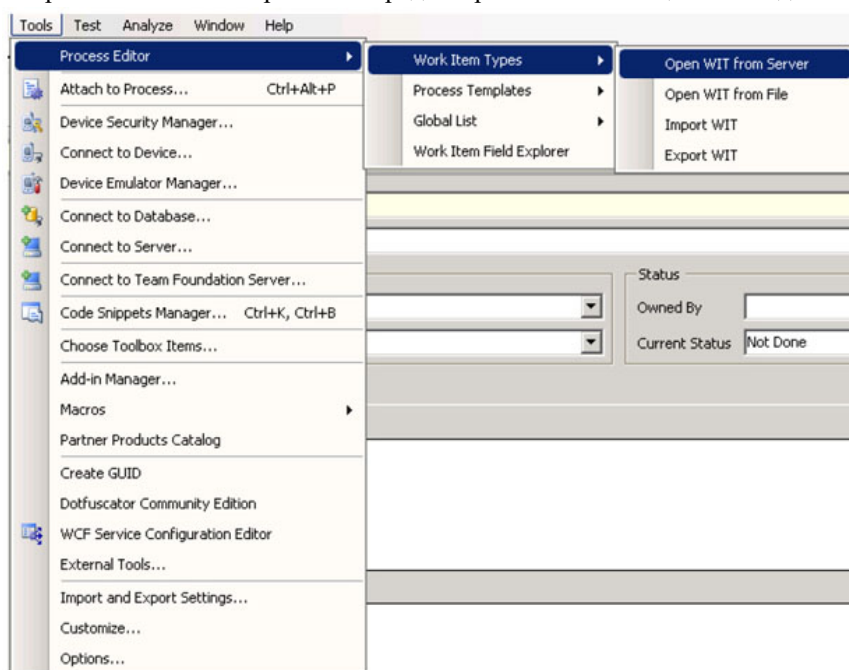 Tools Test Analyze Window Help
Process Editor
Attach to Process... Ctrl+Alt+P
Device Security Manager...
Connect to Device...
Device Emulator Manager...
Connect to Database...
Connect to Server...
Connect to Team Foundation Server...
Code Snippets Manager... Ctrl+K, Ctrl+B
Choose Toolbox Items...
Add-in Manager...
Macros
Partner Products Catalog
Create GUID
Dotfuscator Community Edition
WCF Service Configuration Editor
External Tools...
Import and Export Settings...
Customize...
Options...
Work Item Types
Process Templates
Global List
Work Item Field Explorer
Open WIT from Server
Open WIT from File
Import WIT
Export WIT
Status
Owned By
Current Status Not Done